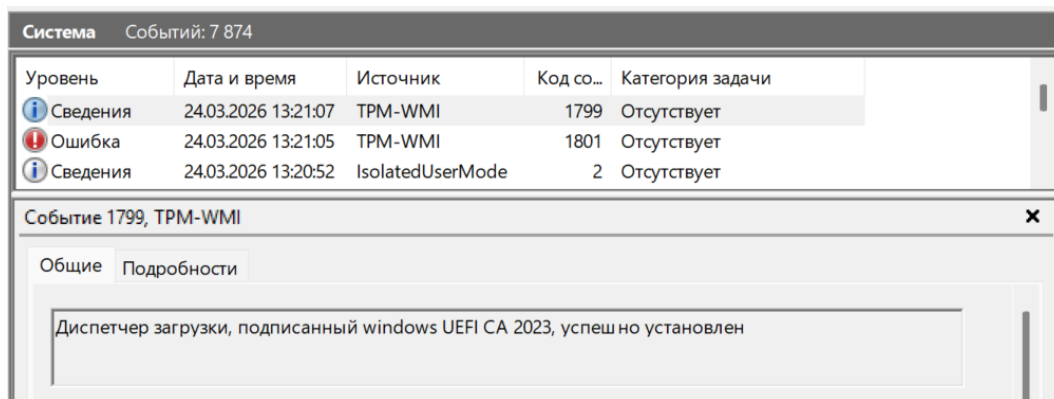 Система Событий: 7 874
Уровень Дата и время Источник Код со... Категория задачи
Сведения 24.03.2026 13:21:07 TPM-WMI 1799 Отсутствует
Ошибка 24.03.2026 13:21:05 TPM-WMI 1801 Отсутствует
Сведения 24.03.2026 13:20:52 IsolatedUserMode 2 Отсутствует
Событие 1799, TPM-WMI
Общие Подробности
Диспетчер загрузки, подписанный windows UEFI CA 2023, успешно установлен